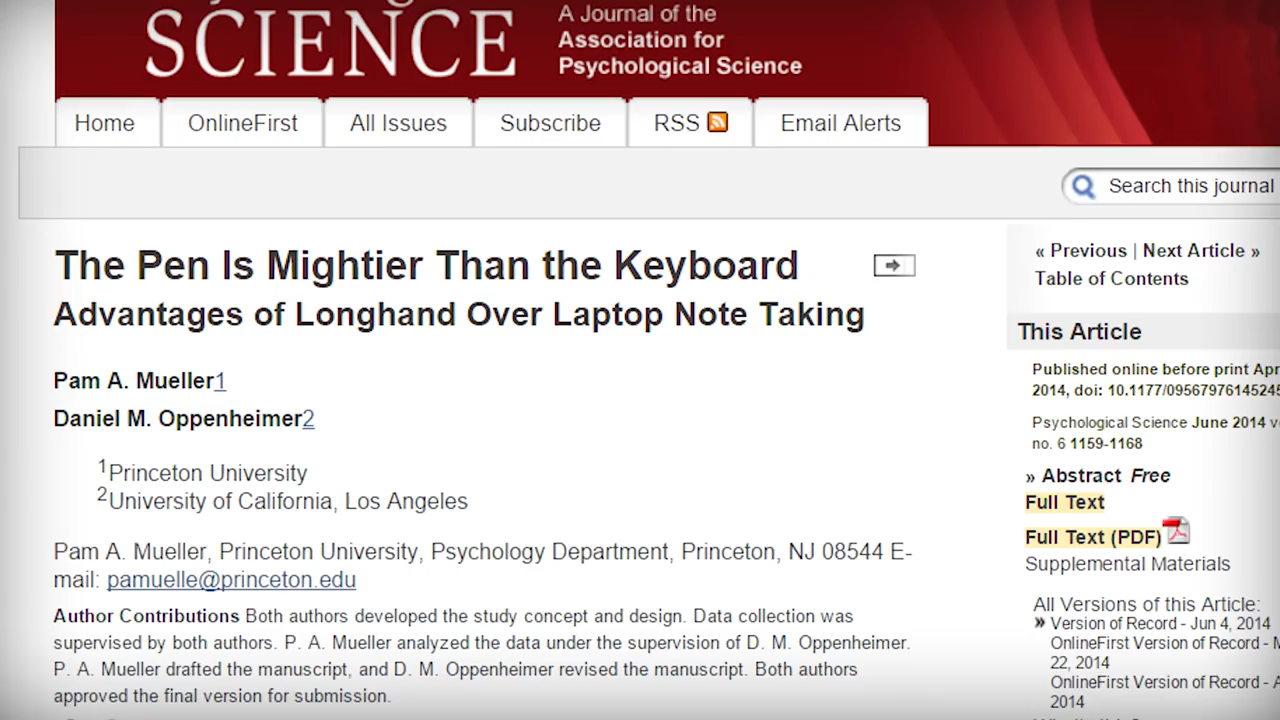 SCIENCE
A Journal of the
Association for
Psychological Science
Home
OnlineFirst
All Issues
Subscribe
RSS
Email Alerts
Search this journal
The Pen Is Mightier Than the Keyboard
Advantages of Longhand Over Laptop Note Taking
Pam A. Mueller1
Daniel M. Oppenheimer2
1Princeton University
2University of California, Los Angeles
Pam A. Mueller, Princeton University, Psychology Department, Princeton, NJ 08544 E-
mail: pamuelle@princeton.edu
Author Contributions Both authors developed the study concept and design. Data collection was
supervised by both authors. P. A. Mueller analyzed the data under the supervision of D. M. Oppenheimer.
P. A. Mueller drafted the manuscript, and D. M. Oppenheimer revised the manuscript. Both authors
approved the final version for submission.
« Previous | Next Article »
Table of Contents
This Article
Published online before print Apr
2014, doi: 10.1177/0956797614524
Psychological Science June 2014 v
no. 6 1159-1168
» Abstract Free
Full Text
Full Text (PDF)
Supplemental Materials
All Versions of this Article:
» Version of Record - Jun 4, 2014
OnlineFirst Version of Record -
22, 2014
OnlineFirst Version of Record -
2014